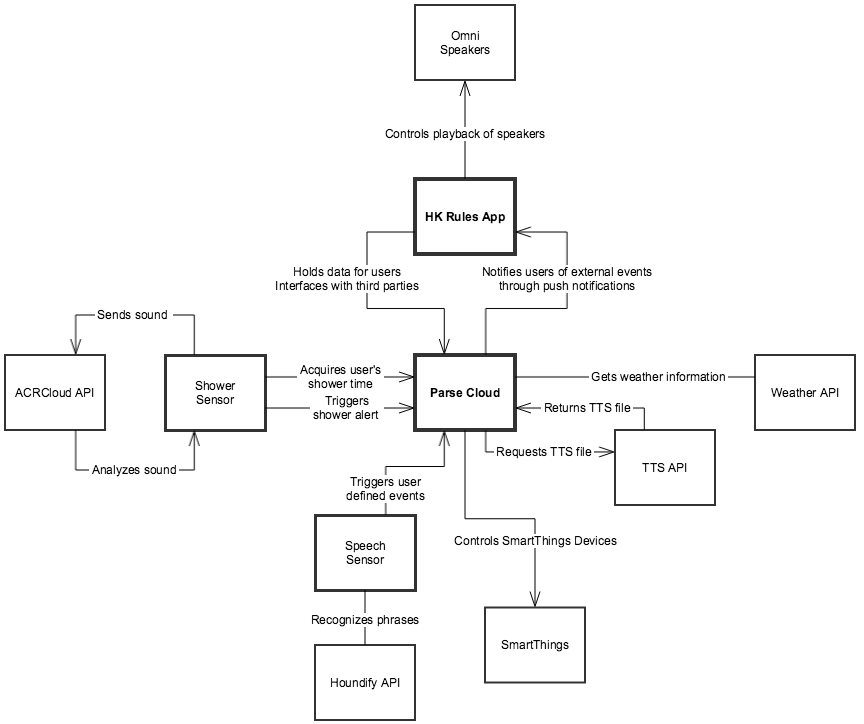 Omni
Speakers
Controls playback of speakers
HK Rules App
Holds data for users
Interfaces with third parties
Notifies users of external events
through push notifications
Sends sound
ACRCloud API
Shower
Sensor
Acquires user's
shower time
Triggers
shower alert
Parse Cloud
Gets weather information
Weather API
Returns TTS file
Requests TTS file
TTS API
Analyzes sound
Triggers user
defined events
Speech
Sensor
Controls SmartThings Devices
Recognizes phrases
SmartThings
Houndify API